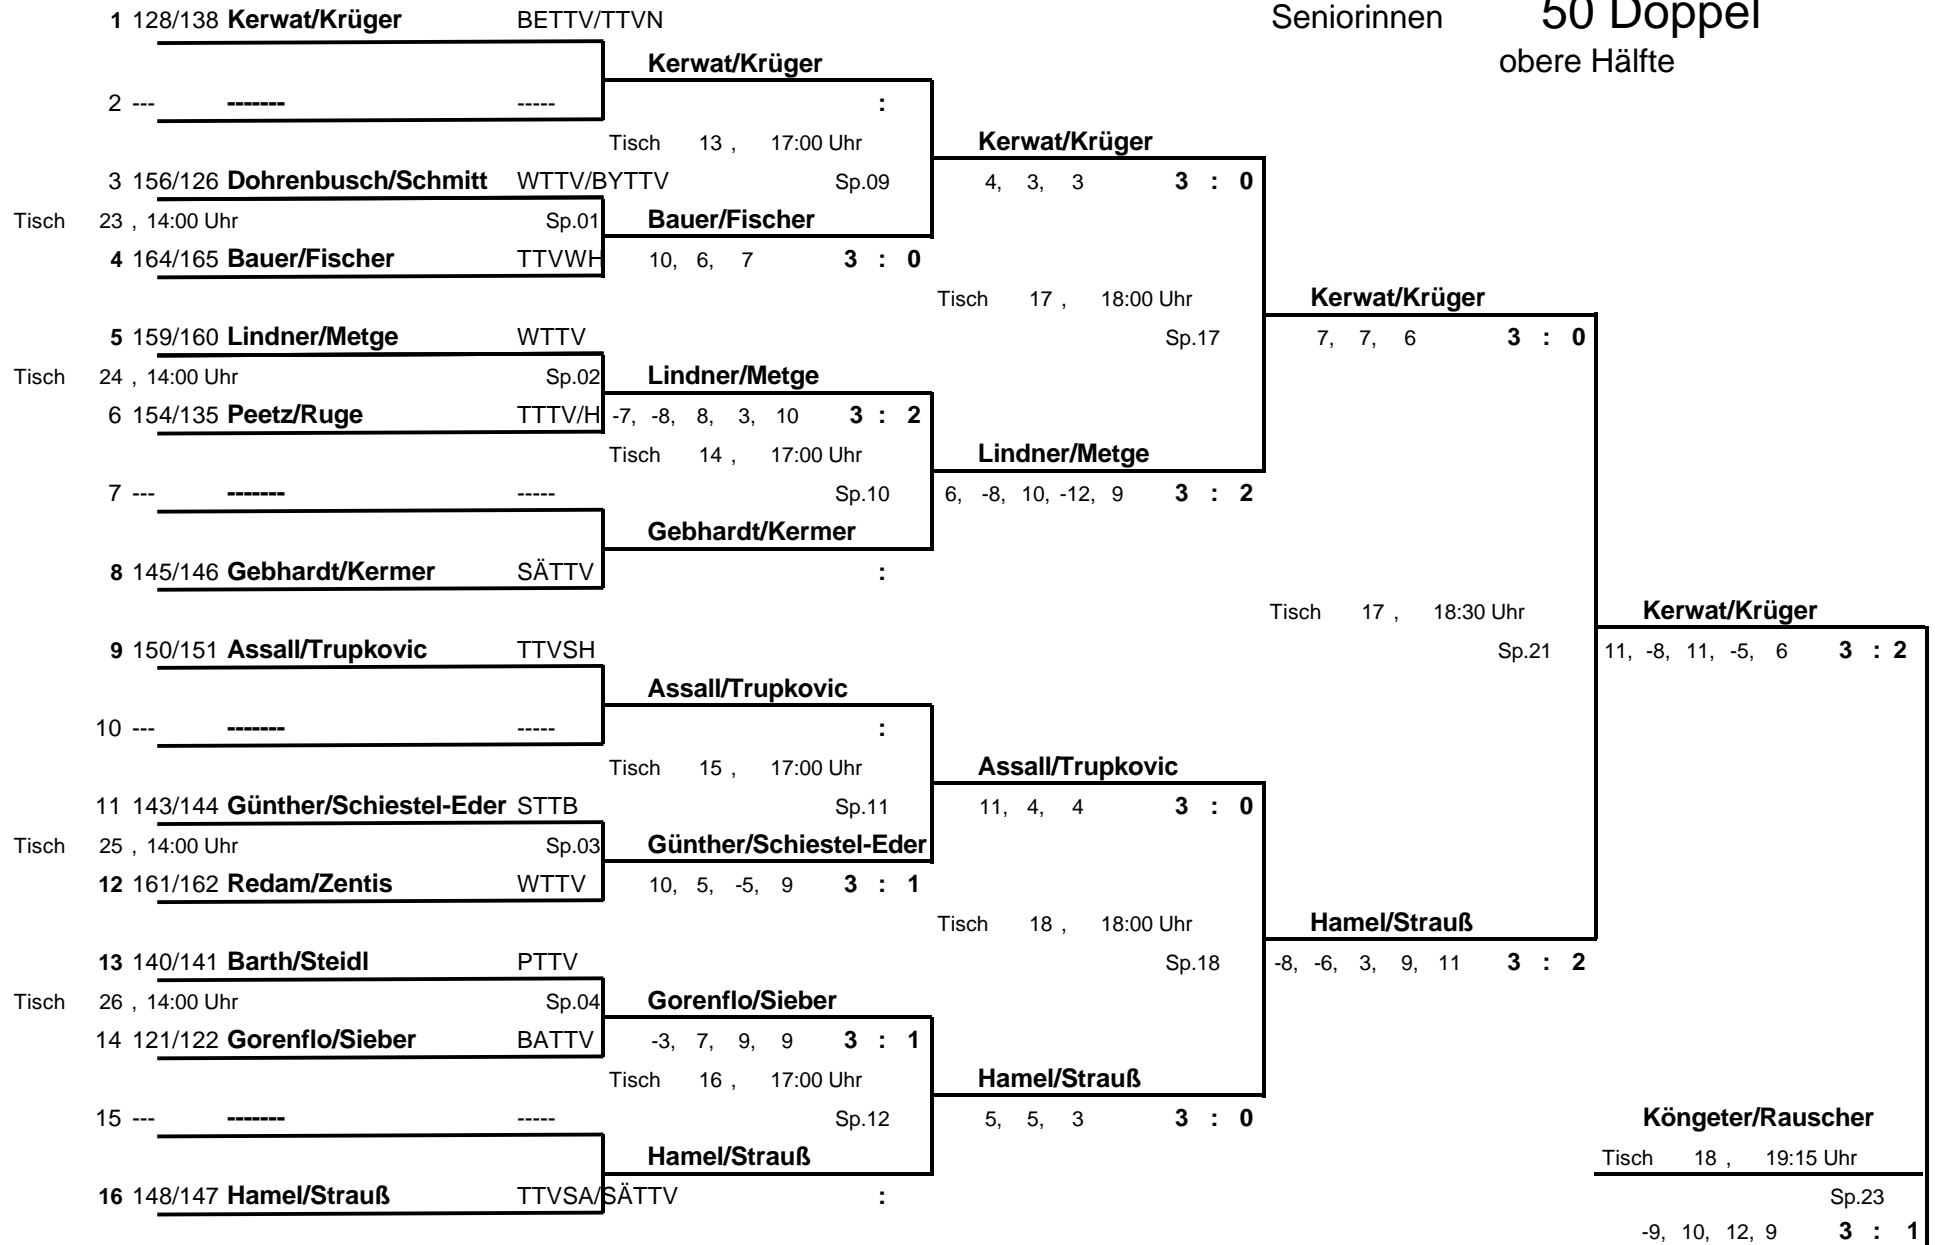 1 128/138 Kerwat/Krüger BETTV/TTVN Seniorinnen 50 Doppel
Kerwat/Krüger obere Hälfte
2 --- ------- ----- :
Tisch 13 , 17:00 Uhr Kerwat/Krüger
3 156/126 Dohrenbusch/Schmitt WTTV/BYTTV Sp.09 4, 3, 3 3 : 0
Tisch 23 , 14:00 Uhr Sp.01 Bauer/Fischer
4 164/165 Bauer/Fischer TTVWH 10, 6, 7 3 : 0
Tisch 17 , 18:00 Uhr Kerwat/Krüger
5 159/160 Lindner/Metge WTTV Sp.17 7, 7, 6 3 : 0
Tisch 24 , 14:00 Uhr Sp.02 Lindner/Metge
6 154/135 Peetz/Ruge TTTV/H -7, -8, 8, 3, 10 3 : 2
Tisch 14 , 17:00 Uhr Lindner/Metge
7 --- ------- ----- Sp.10 6, -8, 10, -12, 9 3 : 2
Gebhardt/Kermer
8 145/146 Gebhardt/Kermer SÄTTV :
Tisch 17 , 18:30 Uhr Kerwat/Krüger
9 150/151 Assall/Trupkovic TTVSH Sp.21 11, -8, 11, -5, 6 3 : 2
Assall/Trupkovic
10 --- ------- ----- :
Tisch 15 , 17:00 Uhr Assall/Trupkovic
11 143/144 Günther/Schiestel-Eder STTB Sp.11 11, 4, 4 3 : 0
Tisch 25 , 14:00 Uhr Sp.03 Günther/Schiestel-Eder
12 161/162 Redam/Zentis WTTV 10, 5, -5, 9 3 : 1
Tisch 18 , 18:00 Uhr Hamel/Strauß
13 140/141 Barth/Steidl PTTV Sp.18 -8, -6, 3, 9, 11 3 : 2
Tisch 26 , 14:00 Uhr Sp.04 Gorenflo/Sieber
14 121/122 Gorenflo/Sieber BATTV -3, 7, 9, 9 3 : 1
Tisch 16 , 17:00 Uhr Hamel/Strauß
15 --- ------- ----- Sp.12 5, 5, 3 3 : 0 Köngeter/Rauscher
Hamel/Strauß Tisch 18 , 19:15 Uhr
16 148/147 Hamel/Strauß TTVSA/SÄTTV : Sp.23
-9, 10, 12, 9 3 : 1